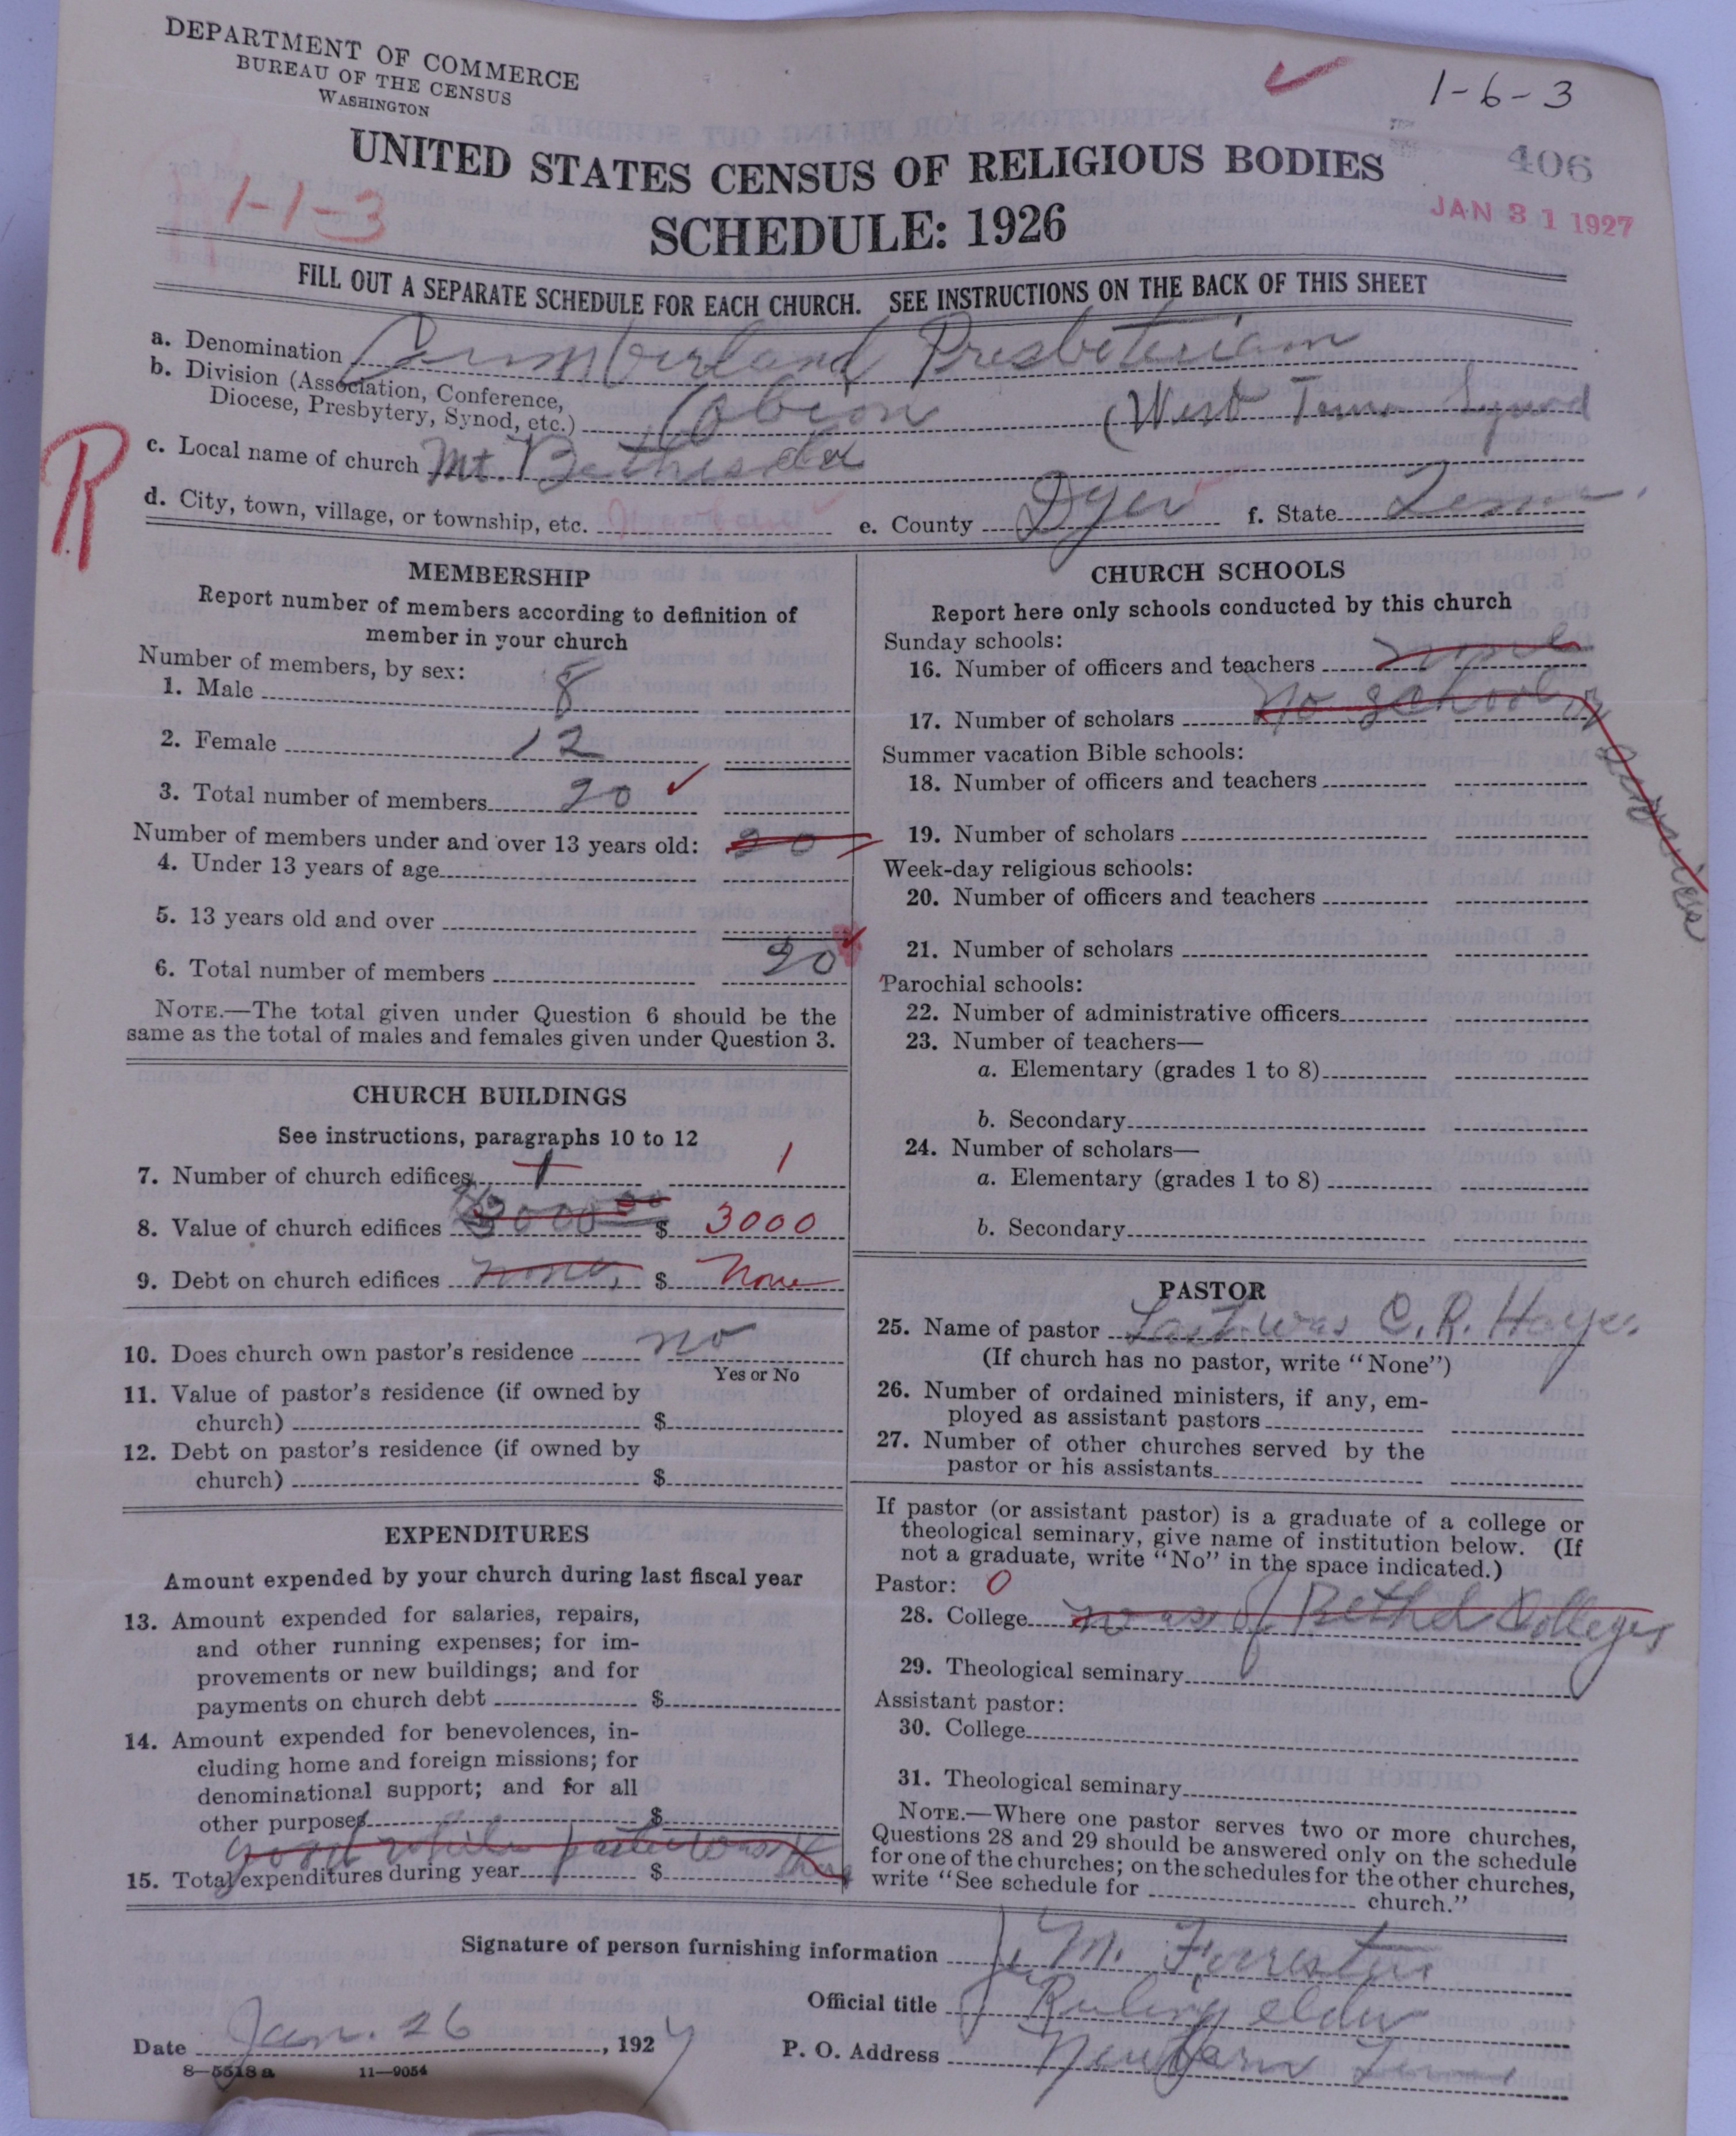 DEPARTMENT OF COMMERCE
BUREAU OF THE CENSUS
WASHINGTON
1-6-3
UNITED STATES CENSUS OF RELIGIOUS BODIES
406
1-1-3
SCHEDULE: 1926
JAN 31 1927
FILL OUT A SEPARATE SCHEDULE FOR EACH CHURCH. SEE INSTRUCTIONS ON THE BACK OF THIS SHEET
a. Denomination Cumberland Presbeterian
b. Division (Association, Conference,
Diocese, Presbytery, Synod, etc.) Obion (West Tenn Synod
R
c. Local name of church Mt. Bethesda
d. City, town, village, or township, etc. e. County Dyer f. State Tenn.
MEMBERSHIP
Report number of members according to definition of
member in your church
Number of members, by sex:
1. Male 8
2. Female 12
3. Total number of members 20
Number of members under and over 13 years old: 20
4. Under 13 years of age
5. 13 years old and over
6. Total number of members 20
NOTE.—The total given under Question 6 should be the
same as the total of males and females given under Question 3.
CHURCH BUILDINGS
See instructions, paragraphs 10 to 12
7. Number of church edifices 1 1
8. Value of church edifices $3000.00 $ 3000
9. Debt on church edifices none $ None
10. Does church own pastor's residence no
Yes or No
11. Value of pastor's residence (if owned by
church) $
12. Debt on pastor's residence (if owned by
church) $
EXPENDITURES
Amount expended by your church during last fiscal year
13. Amount expended for salaries, repairs,
and other running expenses; for im-
provements or new buildings; and for
payments on church debt $
14. Amount expended for benevolences, in-
cluding home and foreign missions; for
denominational support; and for all
other purposes $
good while paster was there
15. Total expenditures during year $
CHURCH SCHOOLS
Report here only schools conducted by this church
Sunday schools:
16. Number of officers and teachers none
17. Number of scholars No school or servises
Summer vacation Bible schools:
18. Number of officers and teachers
19. Number of scholars
Week-day religious schools:
20. Number of officers and teachers
21. Number of scholars
Parochial schools:
22. Number of administrative officers
23. Number of teachers—
a. Elementary (grades 1 to 8)
b. Secondary
24. Number of scholars—
a. Elementary (grades 1 to 8)
b. Secondary
PASTOR
25. Name of pastor Last was C. R. Hayes
(If church has no pastor, write "None")
26. Number of ordained ministers, if any, em-
ployed as assistant pastors
27. Number of other churches served by the
pastor or his assistants
If pastor (or assistant pastor) is a graduate of a college or
theological seminary, give name of institution below. (If
not a graduate, write "No" in the space indicated.)
Pastor: 0
28. College was of Bethel College
29. Theological seminary
Assistant pastor:
30. College
31. Theological seminary
NOTE.—Where one pastor serves two or more churches,
Questions 28 and 29 should be answered only on the schedule
for one of the churches; on the schedules for the other churches,
write "See schedule for church."
Signature of person furnishing information J. M. Forrester
Official title Ruling elder
Date Jan. 26, 1927 P. O. Address Newbern Tenn
8—5518 a 11—9054